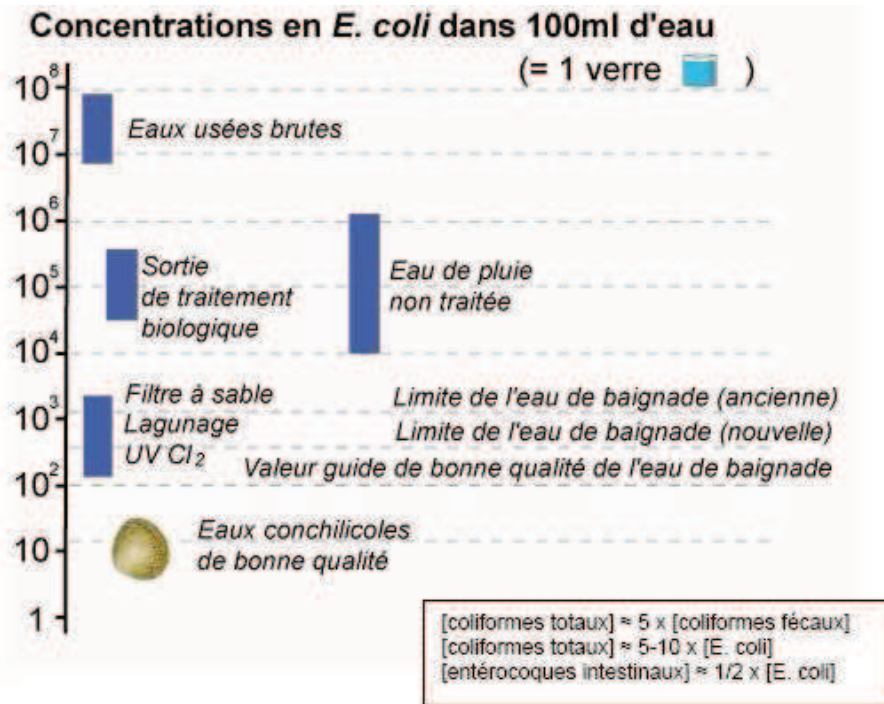 Concentrations en E. coli dans 100ml d'eau
(= 1 verre )
10⁸
Eaux usées brutes
10⁷
10⁶
Sortie
de traitement
biologique
Eau de pluie
non traitée
10⁵
10⁴
Filtre à sable
Lagunage
UV Cl₂
Limite de l'eau de baignade (ancienne)
10³
Limite de l'eau de baignade (nouvelle)
Valeur guide de bonne qualité de l'eau de baignade
10²
Eaux conchilicoles
de bonne qualité
10
1
[coliformes totaux] ≈ 5 x [coliformes fécaux]
[coliformes totaux] ≈ 5-10 x [E. coli]
[entérocoques intestinaux] ≈ 1/2 x [E. coli]